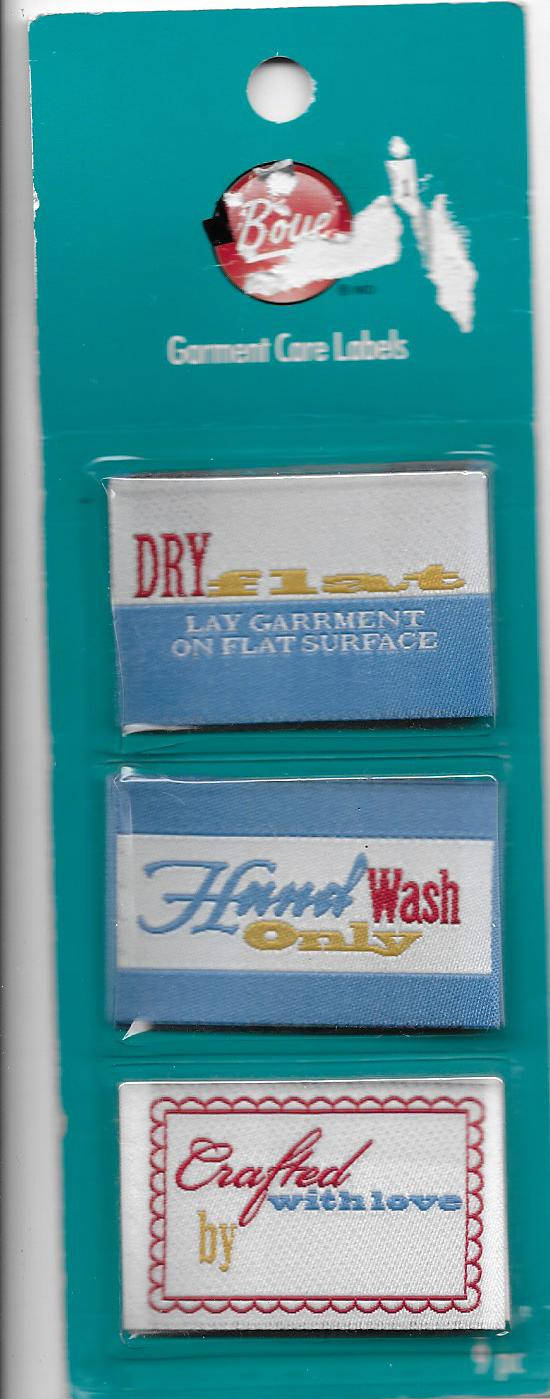 Boye
Garment Care Labels
DRY flat
LAY GARRMENT
ON FLAT SURFACE
Hand Wash
Only
Crafted
with love
by
9 pc